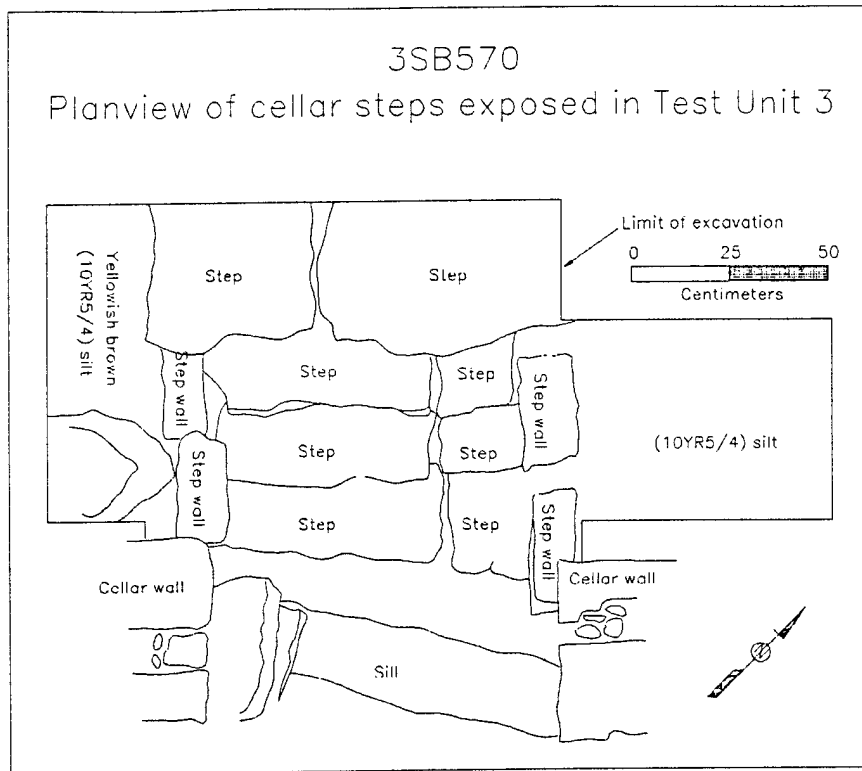 3SB570
Planview of cellar steps exposed in Test Unit 3
Limit of excavation
0 25 50
Centimeters
Yellowish brown
(10YR5/4) silt
Step
Step
Step wall
Step
Step
Step wall
Step wall
Step
Step
(10YR5/4) silt
Step
Step
Step wall
Cellar wall
Cellar wall
Sill
N